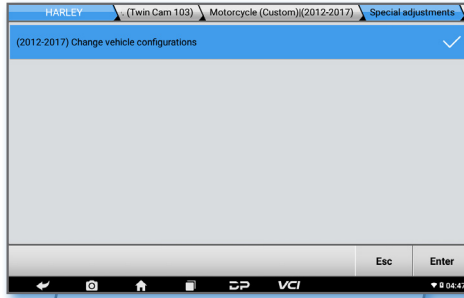 HARLEY
(Twin Cam 103)
Motorcycle (Custom)|(2012-2017)
Special adjustments
(2012-2017) Change vehicle configurations
Esc
Enter
DP
VCI
04:47